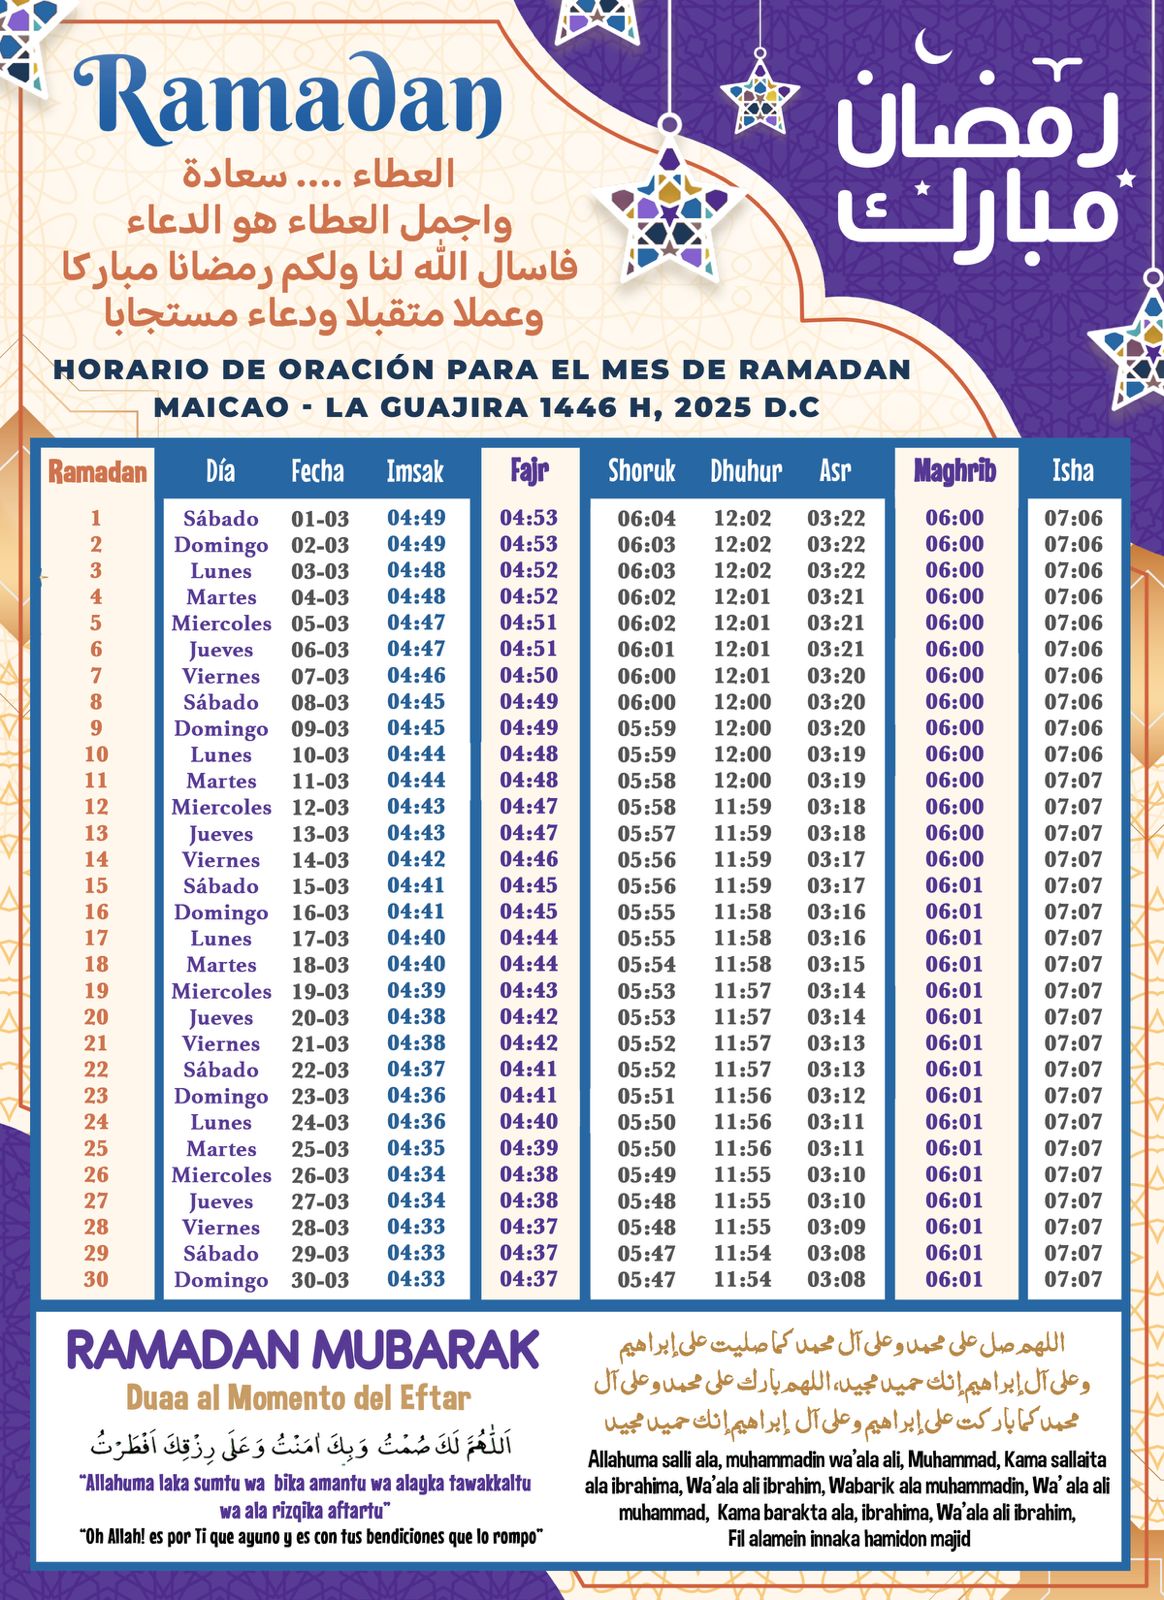 Ramadan
رمضان
مبارك
العطاء .... سعادة
واجمل العطاء هو الدعاء
فاسال الله لنا ولكم رمضانا مباركا
وعملا متقبلا ودعاء مستجابا
HORARIO DE ORACIÓN PARA EL MES DE RAMADAN
MAICAO - LA GUAJIRA 1446 H, 2025 D.C
Ramadan Día Fecha Imsak Fajr Shoruk Dhuhur Asr Maghrib Isha
1 Sábado 01-03 04:49 04:53 06:04 12:02 03:22 06:00 07:06
2 Domingo 02-03 04:49 04:53 06:03 12:02 03:22 06:00 07:06
3 Lunes 03-03 04:48 04:52 06:03 12:02 03:22 06:00 07:06
4 Martes 04-03 04:48 04:52 06:02 12:01 03:21 06:00 07:06
5 Miercoles 05-03 04:47 04:51 06:02 12:01 03:21 06:00 07:06
6 Jueves 06-03 04:47 04:51 06:01 12:01 03:21 06:00 07:06
7 Viernes 07-03 04:46 04:50 06:00 12:01 03:20 06:00 07:06
8 Sábado 08-03 04:45 04:49 06:00 12:00 03:20 06:00 07:06
9 Domingo 09-03 04:45 04:49 05:59 12:00 03:20 06:00 07:06
10 Lunes 10-03 04:44 04:48 05:59 12:00 03:19 06:00 07:06
11 Martes 11-03 04:44 04:48 05:58 12:00 03:19 06:00 07:07
12 Miercoles 12-03 04:43 04:47 05:58 11:59 03:18 06:00 07:07
13 Jueves 13-03 04:43 04:47 05:57 11:59 03:18 06:00 07:07
14 Viernes 14-03 04:42 04:46 05:56 11:59 03:17 06:00 07:07
15 Sábado 15-03 04:41 04:45 05:56 11:59 03:17 06:01 07:07
16 Domingo 16-03 04:41 04:45 05:55 11:58 03:16 06:01 07:07
17 Lunes 17-03 04:40 04:44 05:55 11:58 03:16 06:01 07:07
18 Martes 18-03 04:40 04:44 05:54 11:58 03:15 06:01 07:07
19 Miercoles 19-03 04:39 04:43 05:53 11:57 03:14 06:01 07:07
20 Jueves 20-03 04:38 04:42 05:53 11:57 03:14 06:01 07:07
21 Viernes 21-03 04:38 04:42 05:52 11:57 03:13 06:01 07:07
22 Sábado 22-03 04:37 04:41 05:52 11:57 03:13 06:01 07:07
23 Domingo 23-03 04:36 04:41 05:51 11:56 03:12 06:01 07:07
24 Lunes 24-03 04:36 04:40 05:50 11:56 03:11 06:01 07:07
25 Martes 25-03 04:35 04:39 05:50 11:56 03:11 06:01 07:07
26 Miercoles 26-03 04:34 04:38 05:49 11:55 03:10 06:01 07:07
27 Jueves 27-03 04:34 04:38 05:48 11:55 03:10 06:01 07:07
28 Viernes 28-03 04:33 04:37 05:48 11:55 03:09 06:01 07:07
29 Sábado 29-03 04:33 04:37 05:47 11:54 03:08 06:01 07:07
30 Domingo 30-03 04:33 04:37 05:47 11:54 03:08 06:01 07:07
RAMADAN MUBARAK
Duaa al Momento del Eftar
اَللّٰهُمَّ لَكَ صُمْتُ وَبِكَ اٰمَنْتُ وَعَلَى رِزْقِكَ اَفْطَرْتُ
“Allahuma laka sumtu wa bika amantu wa alayka tawakkaltu
wa ala rizqika aftartu”
“Oh Allah! es por Ti que ayuno y es con tus bendiciones que lo rompo”
اللهم صل على محمد وعلى آل محمد كما صليت على إبراهيم
وعلى آل إبراهيم إنك حميد مجيد، اللهم بارك على محمد وعلى آل
محمد كما باركت على إبراهيم وعلى آل إبراهيم إنك حميد مجيد
Allahuma salli ala, muhammadin wa’ala ali, Muhammad, Kama sallaita
ala ibrahima, Wa’ala ali ibrahim, Wabarik ala muhammadin, Wa’ ala ali
muhammad, Kama barakta ala, ibrahima, Wa’ala ali ibrahim,
Fil alamein innaka hamidon majid